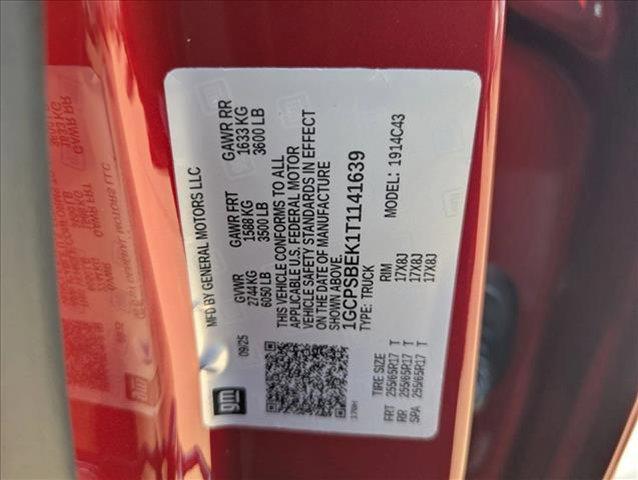 gm
MFD BY GENERAL MOTORS LLC
09/25
GVWR GAWR FRT GAWR RR
2744 KG 1588 KG 1633 KG
6050 LB 3500 LB 3600 LB
THIS VEHICLE CONFORMS TO ALL
APPLICABLE U.S. FEDERAL MOTOR
VEHICLE SAFETY STANDARDS IN EFFECT
ON THE DATE OF MANUFACTURE
SHOWN ABOVE.
1GCPSBEK1T1141639
TYPE: TRUCK MODEL: 1914C43
TIRE SIZE RIM
FRT 255/65R17 T 17X8J
RR 255/65R17 T 17X8J
SPA 255/65R17 T 17X8J